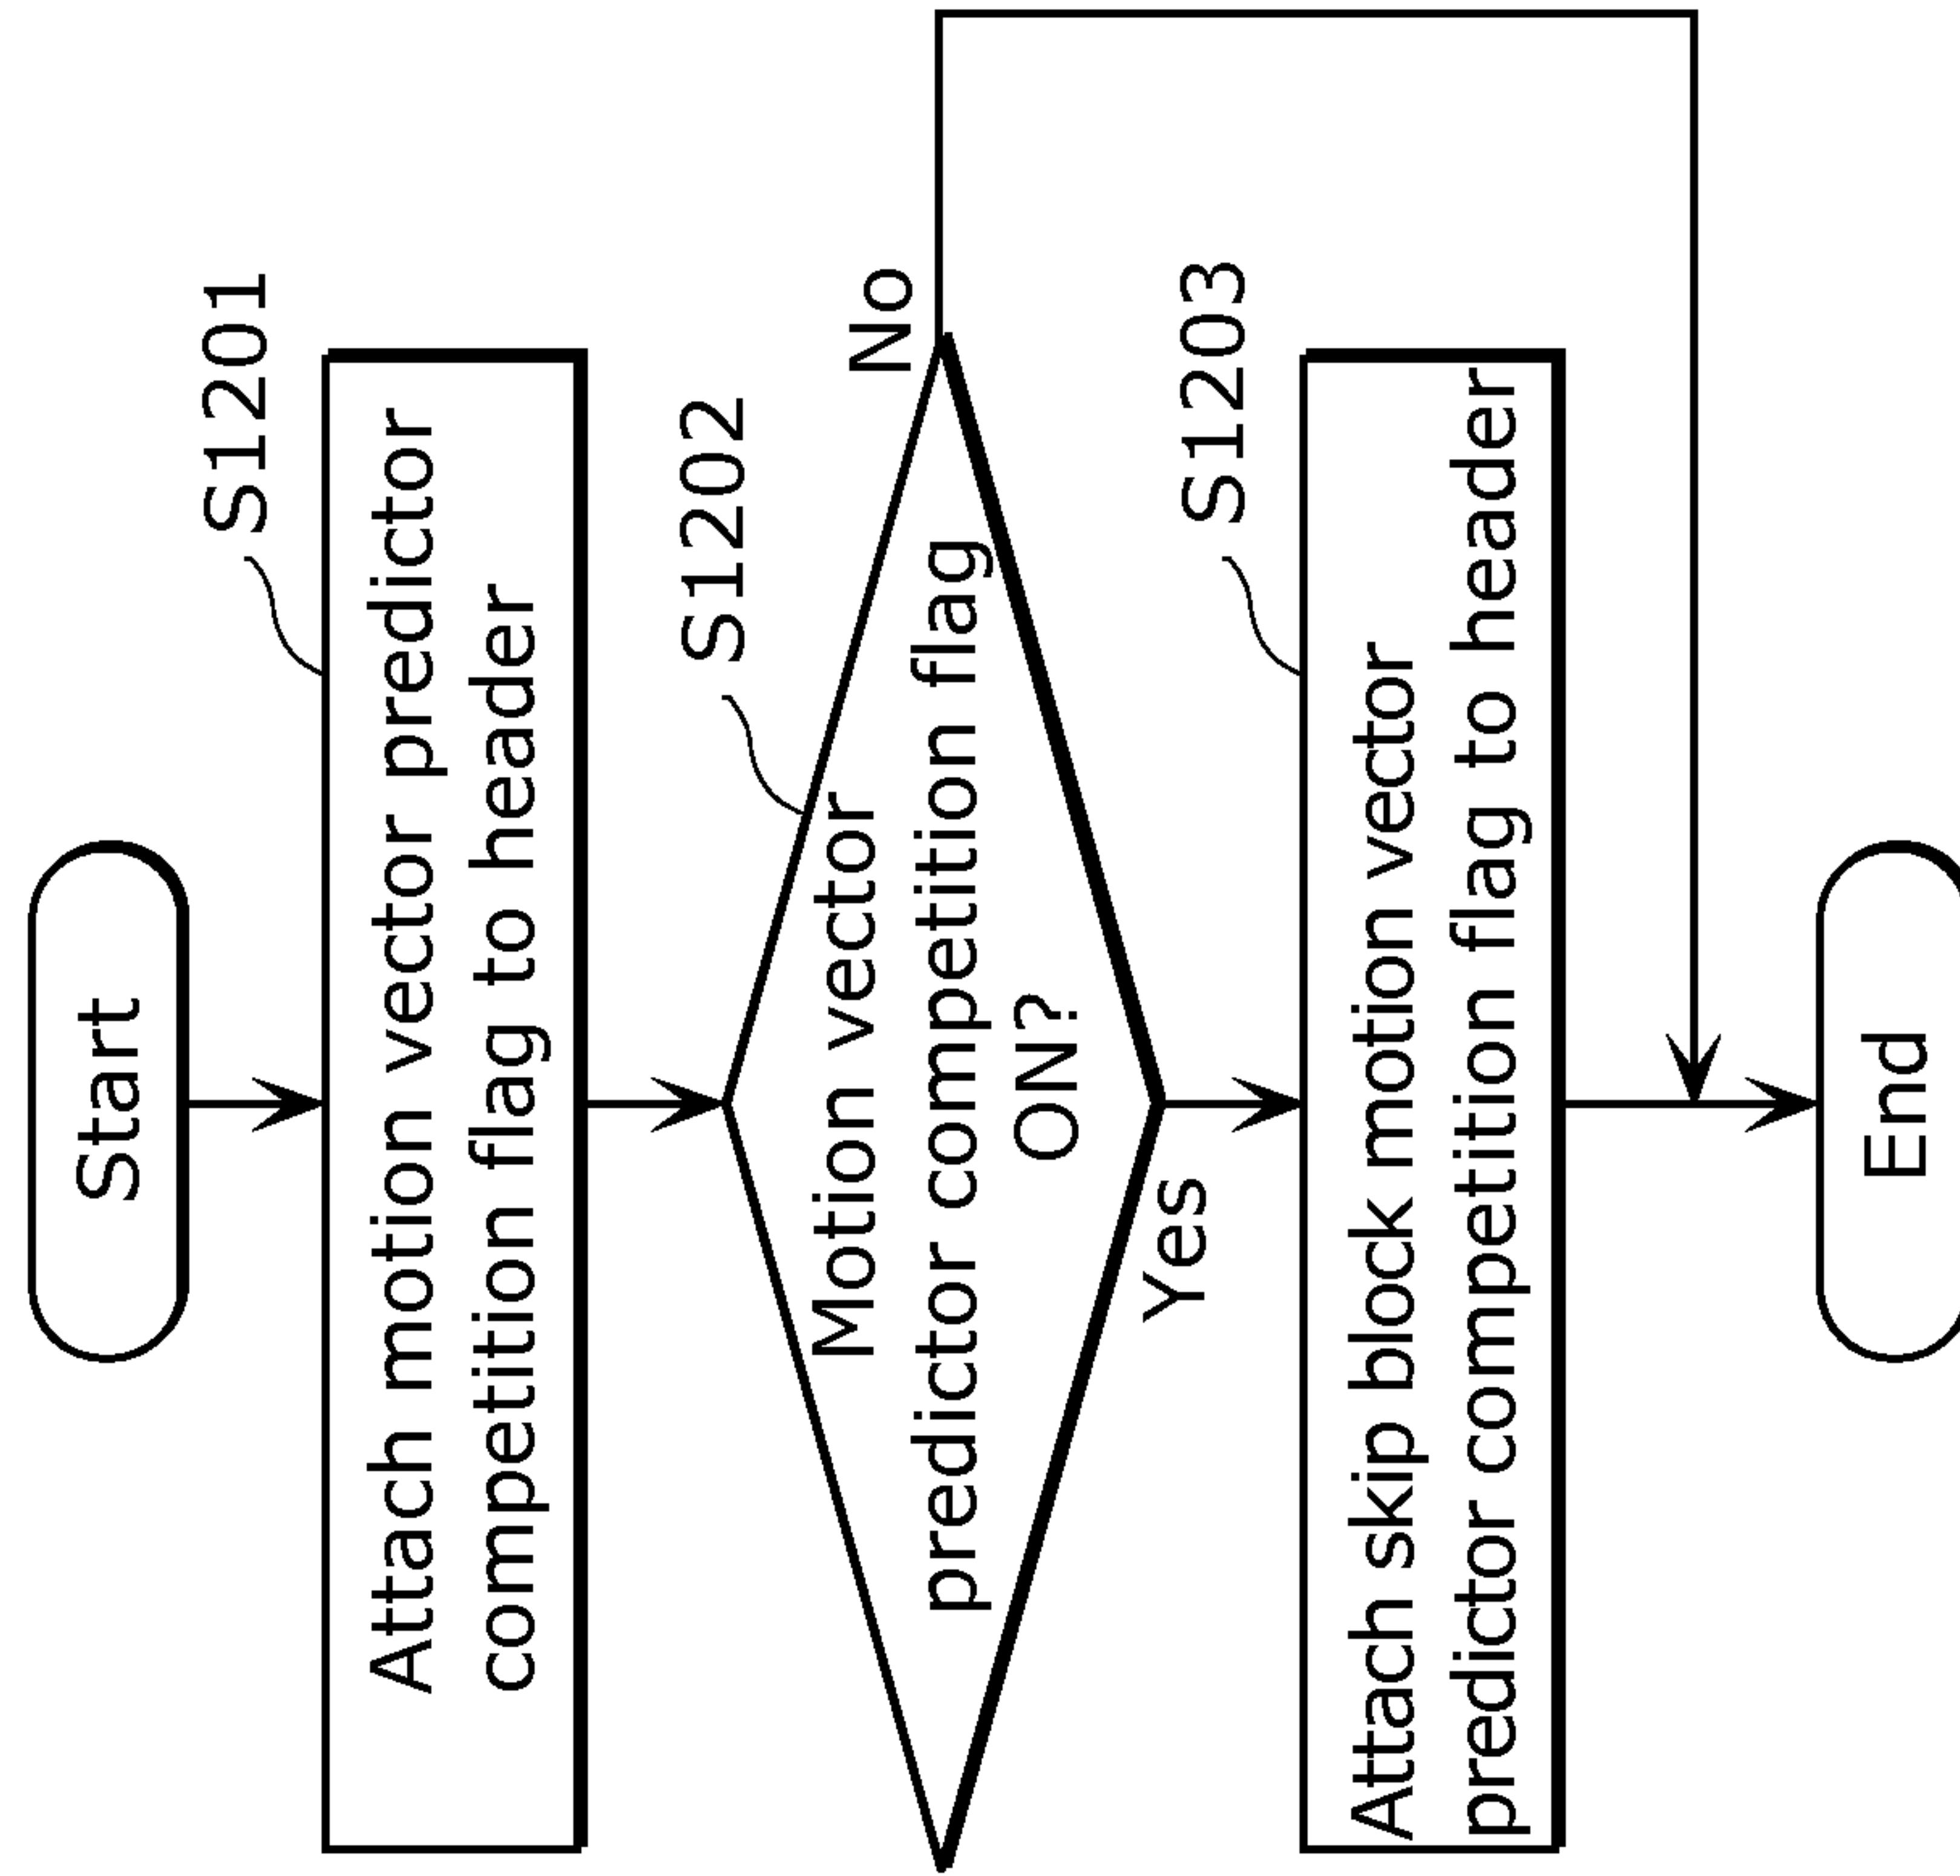 Start
S1201
Attach motion vector predictor
competition flag to header
S1202
Motion vector
predictor competition flag
ON?
No
Yes
S1203
Attach skip block motion vector
predictor competition flag to header
End